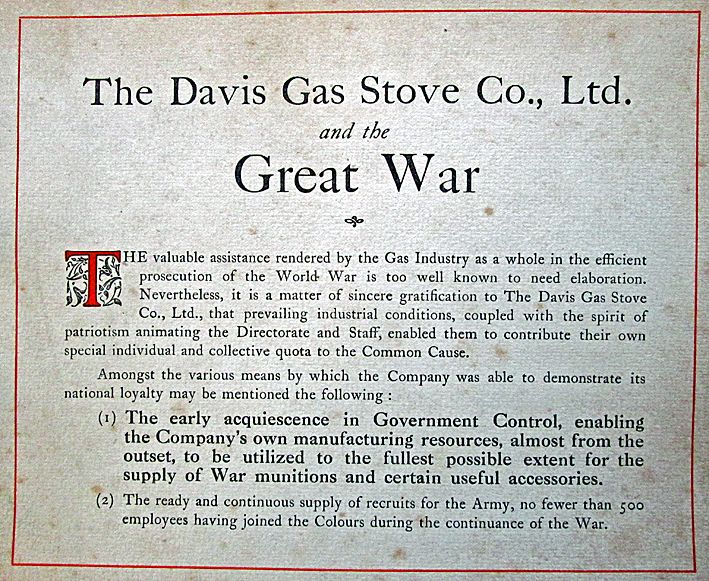 The Davis Gas Stove Co., Ltd.
and the
Great War
THE valuable assistance rendered by the Gas Industry as a whole in the efficient
prosecution of the World War is too well known to need elaboration.
Nevertheless, it is a matter of sincere gratification to The Davis Gas Stove
Co., Ltd., that prevailing industrial conditions, coupled with the spirit of
patriotism animating the Directorate and Staff, enabled them to contribute their own
special individual and collective quota to the Common Cause.
Amongst the various means by which the Company was able to demonstrate its
national loyalty may be mentioned the following :
(1) The early acquiescence in Government Control, enabling
the Company's own manufacturing resources, almost from the
outset, to be utilized to the fullest possible extent for the
supply of War munitions and certain useful accessories.
(2) The ready and continuous supply of recruits for the Army, no fewer than 500
employees having joined the Colours during the continuance of the War.